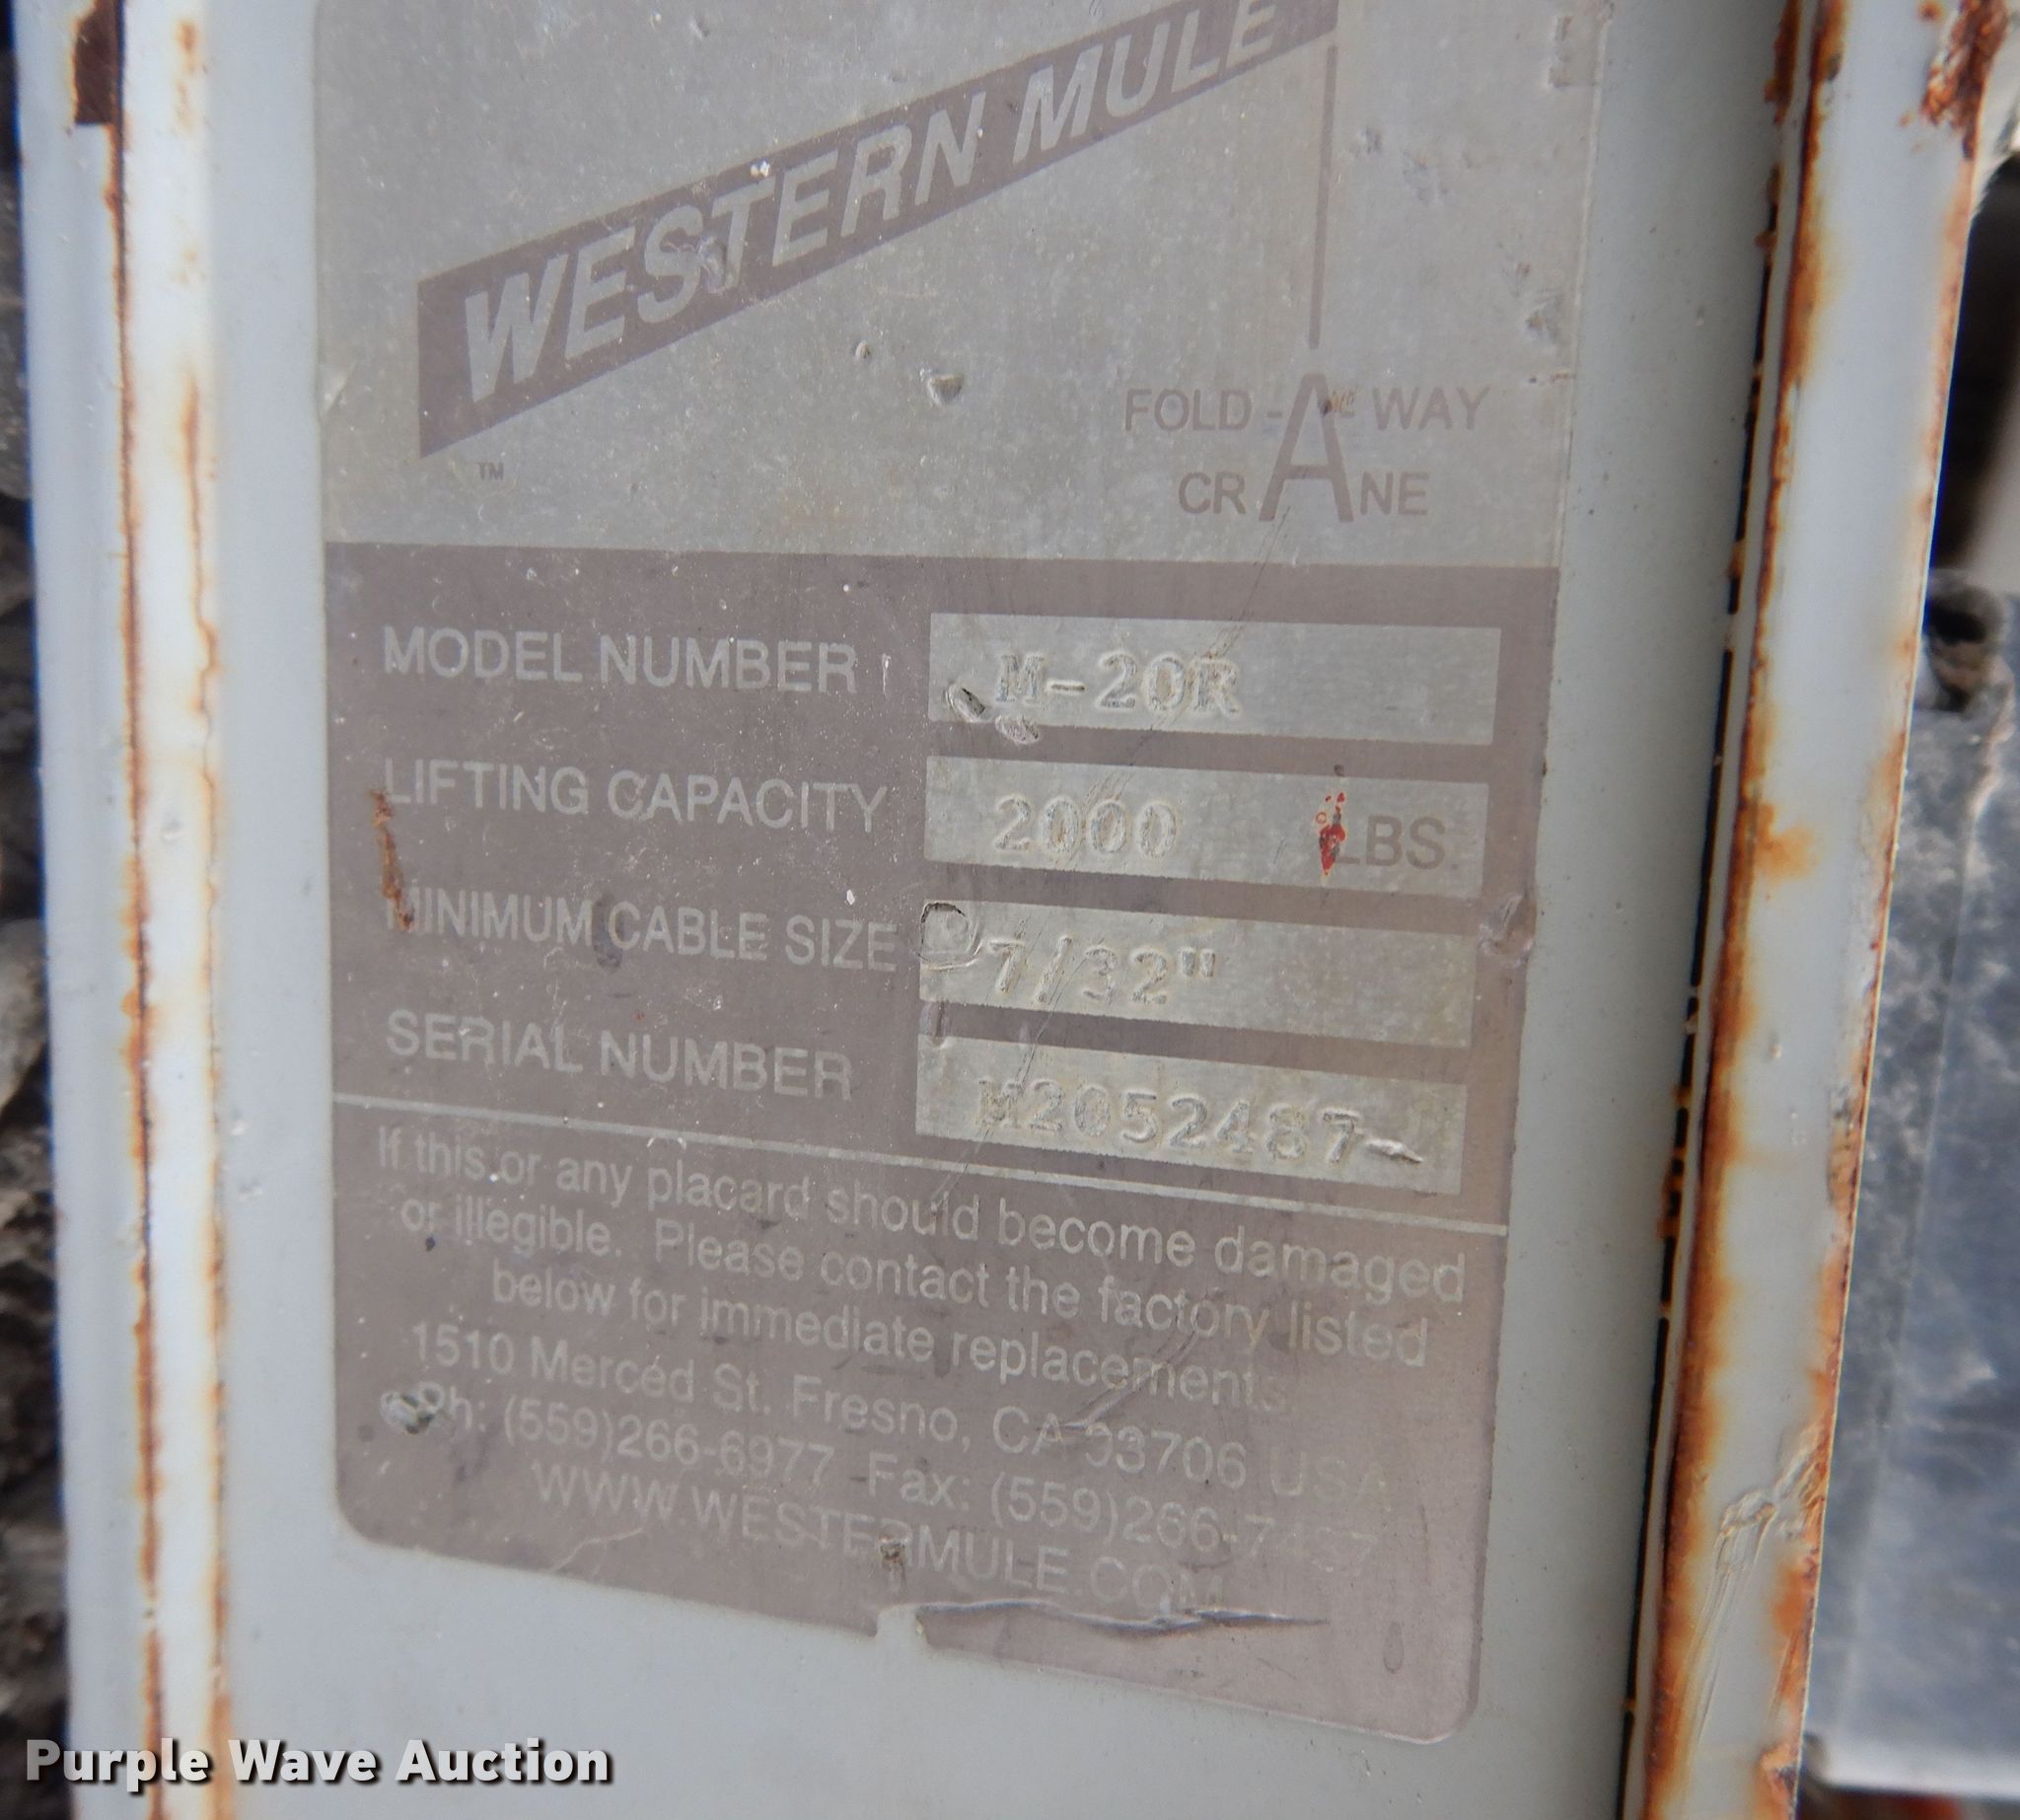 WESTERN MULE
™
FOLD-A-WAY
CRANE
MODEL NUMBER M-20R
LIFTING CAPACITY 2000 LBS.
MINIMUM CABLE SIZE 7/32"
SERIAL NUMBER M2052487-
If this or any placard should become damaged
or illegible. Please contact the factory listed
below for immediate replacements.
1510 Merced St. Fresno, CA 93706 USA
Ph: (559)266-6977 Fax: (559)
WWW.WESTERNMULE.COM
Purple Wave Auction